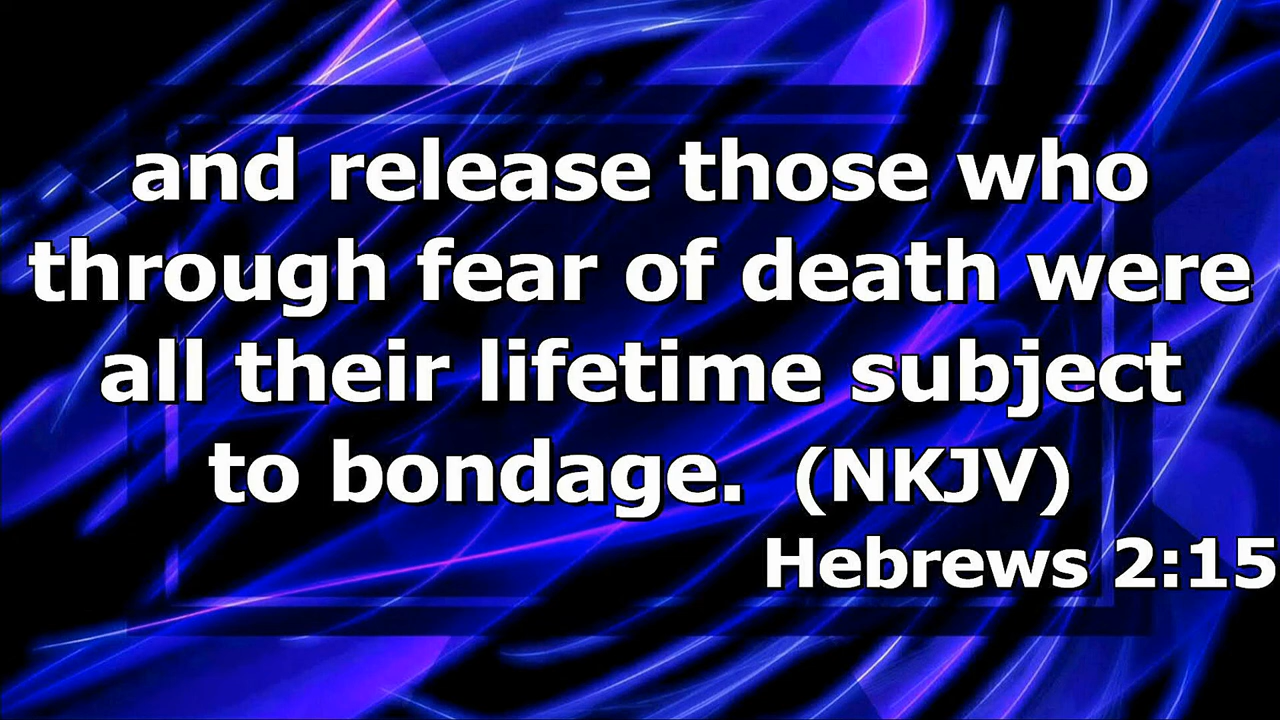 and release those who
through fear of death were
all their lifetime subject
to bondage.  (NKJV)
Hebrews 2:15